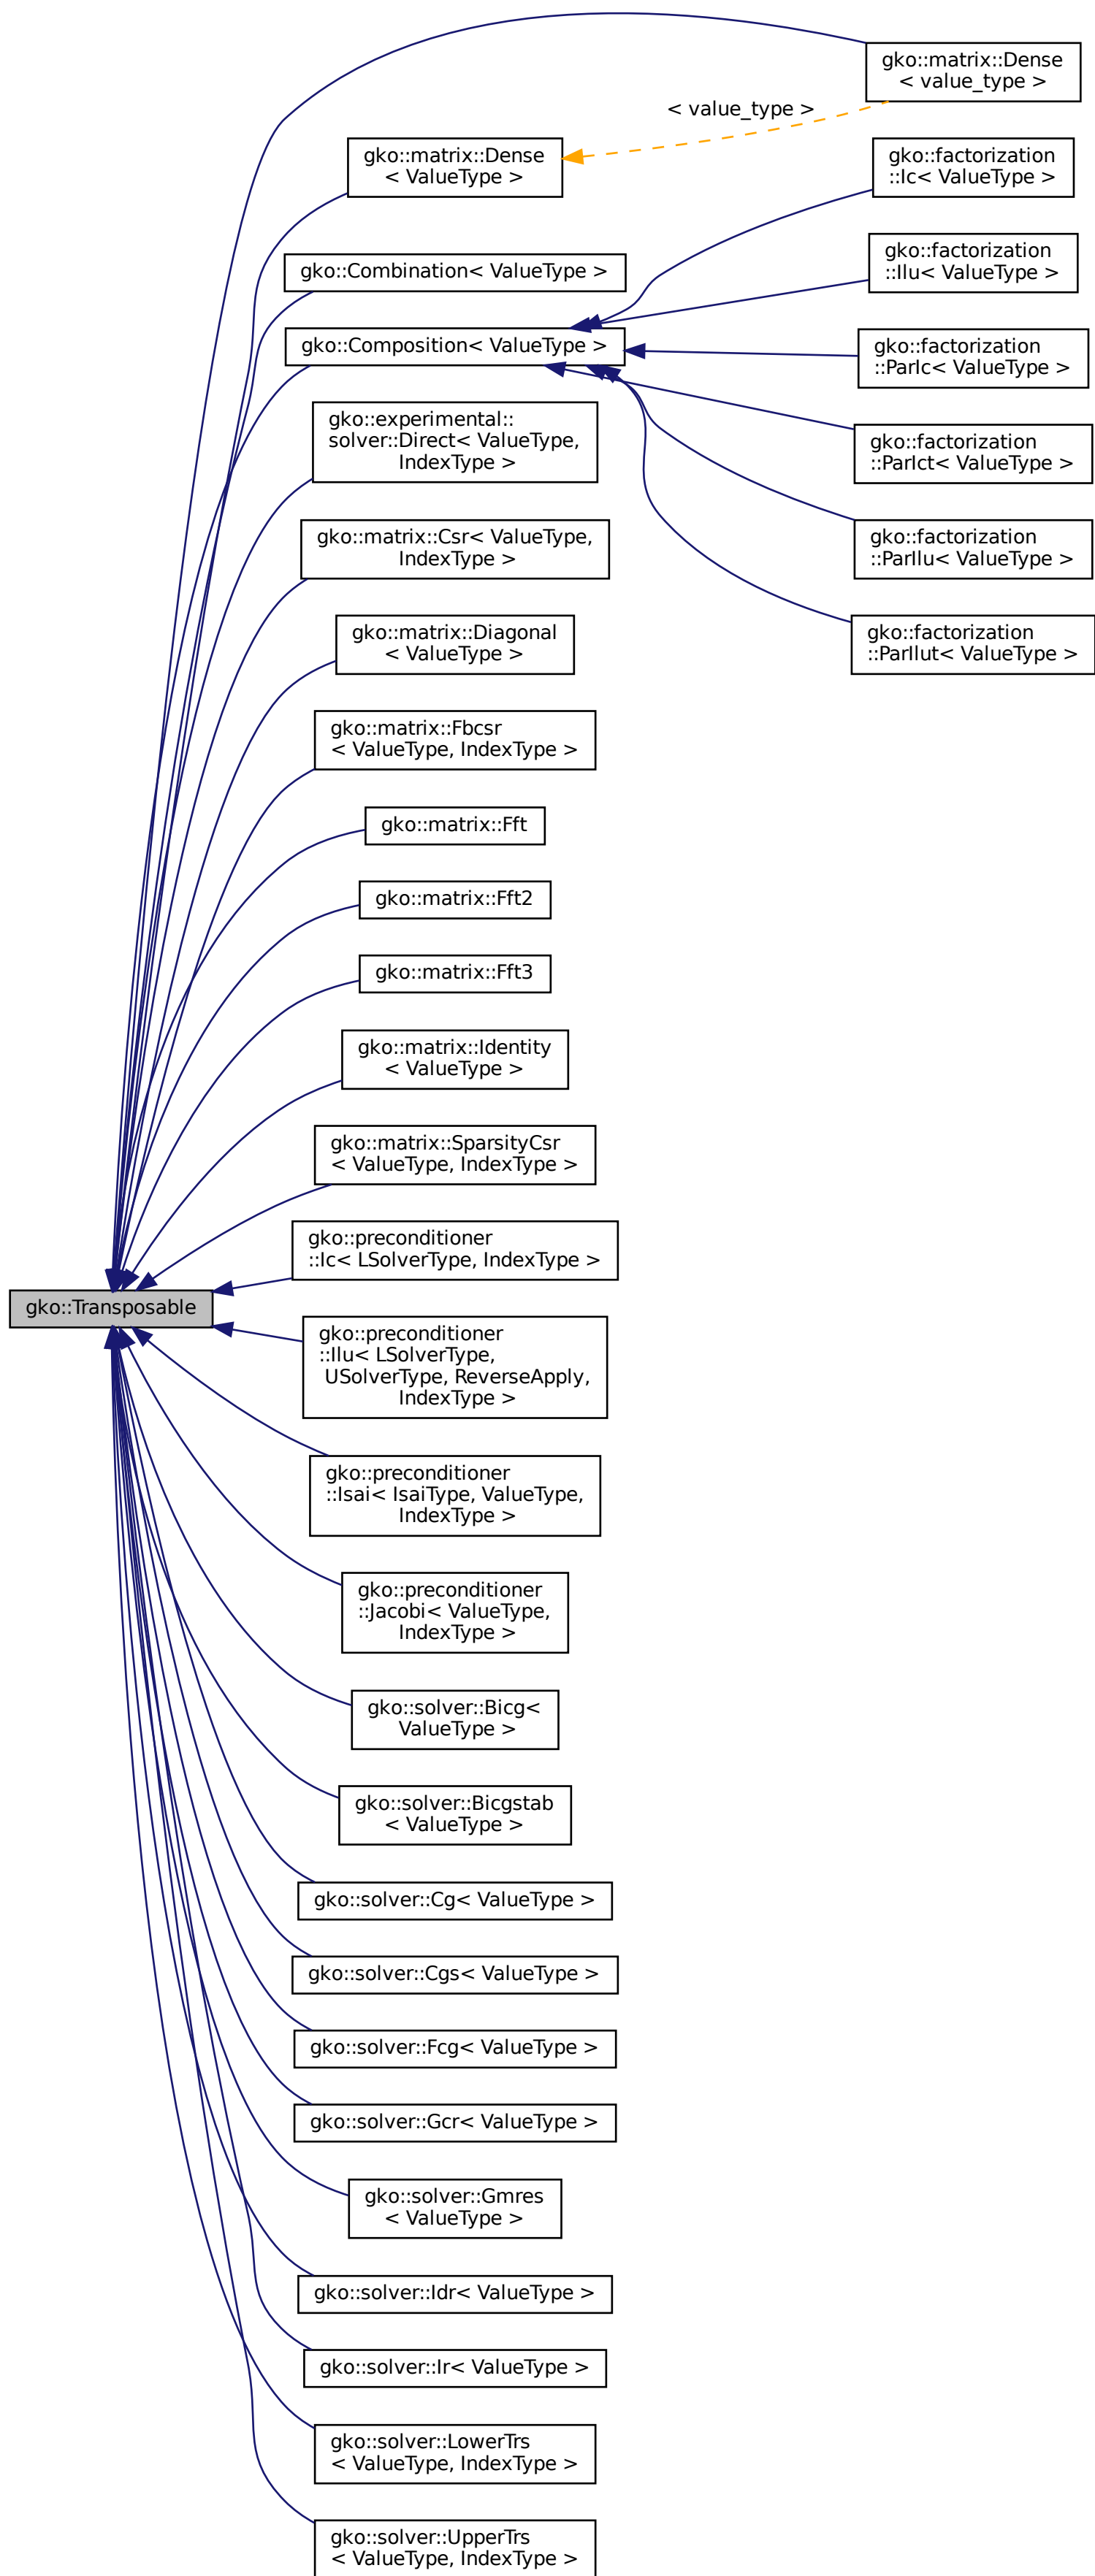 gko::matrix::Dense
< value_type >
< value_type >
gko::matrix::Dense
< ValueType >
gko::factorization
::Ic< ValueType >
gko::factorization
::Ilu< ValueType >
gko::Combination< ValueType >
gko::Composition< ValueType >
gko::factorization
::ParIc< ValueType >
gko::experimental::
solver::Direct< ValueType,
IndexType >
gko::factorization
::ParIct< ValueType >
gko::matrix::Csr< ValueType,
IndexType >
gko::factorization
::ParIlu< ValueType >
gko::matrix::Diagonal
< ValueType >
gko::factorization
::ParIlut< ValueType >
gko::matrix::Fbcsr
< ValueType, IndexType >
gko::matrix::Fft
gko::matrix::Fft2
gko::matrix::Fft3
gko::matrix::Identity
< ValueType >
gko::matrix::SparsityCsr
< ValueType, IndexType >
gko::preconditioner
::Ic< LSolverType, IndexType >
gko::Transposable
gko::preconditioner
::Ilu< LSolverType,
USolverType, ReverseApply,
IndexType >
gko::preconditioner
::Isai< IsaiType, ValueType,
IndexType >
gko::preconditioner
::Jacobi< ValueType,
IndexType >
gko::solver::Bicg<
ValueType >
gko::solver::Bicgstab
< ValueType >
gko::solver::Cg< ValueType >
gko::solver::Cgs< ValueType >
gko::solver::Fcg< ValueType >
gko::solver::Gcr< ValueType >
gko::solver::Gmres
< ValueType >
gko::solver::Idr< ValueType >
gko::solver::Ir< ValueType >
gko::solver::LowerTrs
< ValueType, IndexType >
gko::solver::UpperTrs
< ValueType, IndexType >